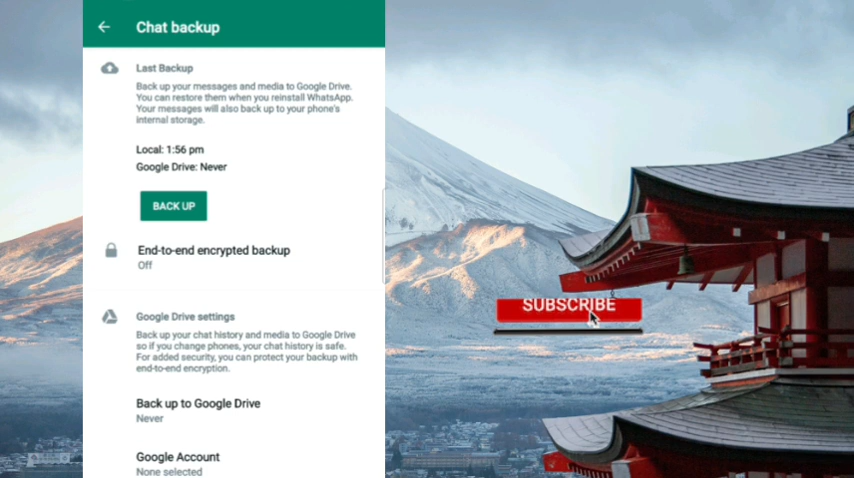 Chat backup
Last Backup
Back up your messages and media to Google Drive.
You can restore them when you reinstall WhatsApp.
Your messages will also back up to your phone's
internal storage.
Local: 1:56 pm
Google Drive: Never
BACK UP
End-to-end encrypted backup
Off
Google Drive settings
Back up your chat history and media to Google Drive
so if you change phones, your chat history is safe.
For added security, you can protect your backup with
end-to-end encryption.
Back up to Google Drive
Never
Google Account
None selected
SUBSCRIBE